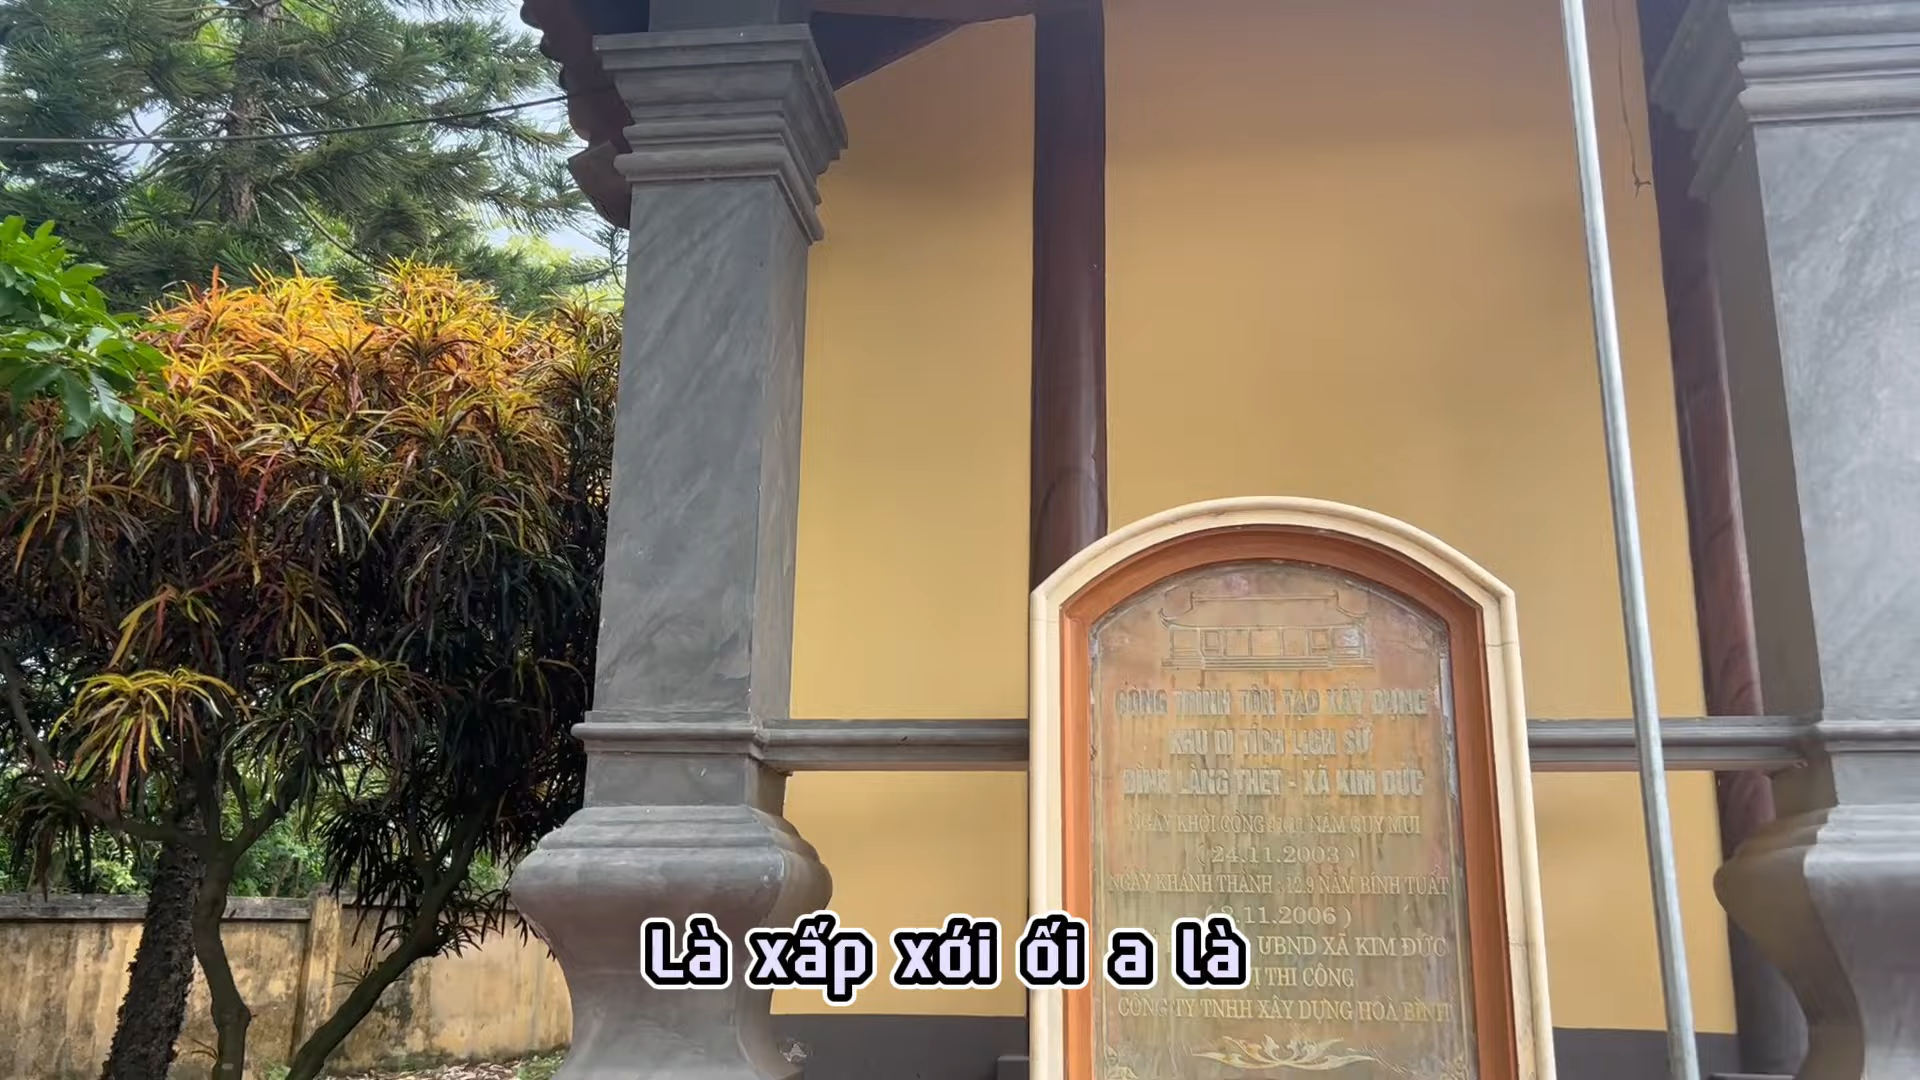 CÔNG TRÌNH TÔN TẠO XÂY DỰNG
KHU DI TÍCH LỊCH SỬ
ĐÌNH LÀNG THÉT - XÃ KIM ĐỨC
NGÀY KHỞI CÔNG NĂM QUÝ MÙI
(24.11.2003)
NGÀY KHÁNH THÀNH: 12.9 NĂM BÍNH TUẤT
(2.11.2006)
UBND XÃ KIM ĐỨC
THI CÔNG
CÔNG TY TNHH XÂY DỰNG HÒA BÌNH
Là xấp xới ối a là